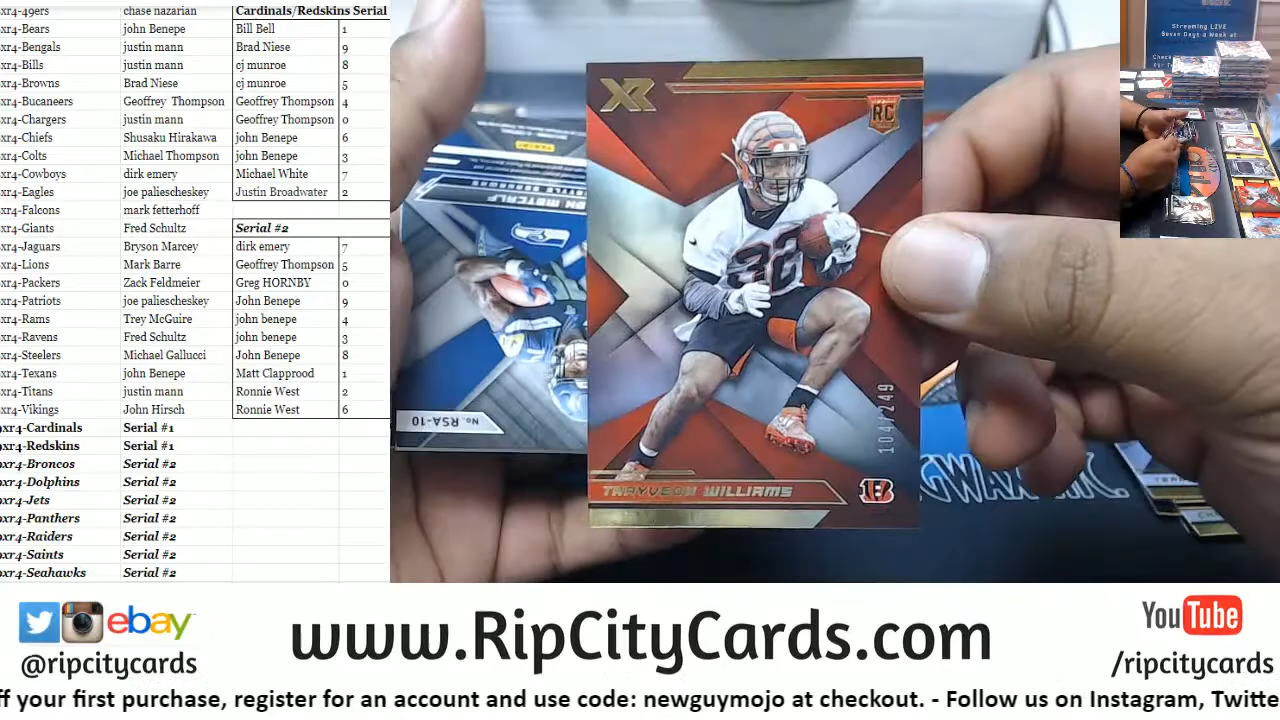 xr4-49ers chase nazarian Cardinals/Redskins Serial
xr4-Bears john Benepe Bill Bell 1
xr4-Bengals justin mann Brad Niese 9
xr4-Bills justin mann cj munroe 8
xr4-Browns Brad Niese cj munroe 5
xr4-Bucaneers Geoffrey Thompson Geoffrey Thompson 4
xr4-Chargers justin mann Geoffrey Thompson 0
xr4-Chiefs Shusaku Hirakawa john Benepe 6
xr4-Colts Michael Thompson john Benepe 3
xr4-Cowboys dirk emery Michael White 7
xr4-Eagles joe paliescheskey Justin Broadwater 2
xr4-Falcons mark fetterhoff
xr4-Giants Fred Schultz Serial #2
xr4-Jaguars Bryson Marcey dirk emery 7
xr4-Lions Mark Barre Geoffrey Thompson 5
xr4-Packers Zack Feldmeier Greg HORNBY 0
xr4-Patriots joe paliescheskey John Benepe 9
xr4-Rams Trey McGuire john benepe 4
xr4-Ravens Fred Schultz john benepe 3
xr4-Steelers Michael Gallucci John Benepe 8
xr4-Texans john Benepe Matt Clapprood 1
xr4-Titans justin mann Ronnie West 2
xr4-Vikings John Hirsch Ronnie West 6
xr4-Cardinals Serial #1
xr4-Redskins Serial #1
xr4-Broncos Serial #2
xr4-Dolphins Serial #2
xr4-Jets Serial #2
xr4-Panthers Serial #2
xr4-Raiders Serial #2
xr4-Saints Serial #2
xr4-Seahawks Serial #2
XR
RC
32
104/249
TRAYVEON WILLIAMS
B
DK METCALF
No. RSA-10
Streaming LIVE
Seven Days a Week at
ebay
@ripcitycards
www.RipCityCards.com
YouTube
/ripcitycards
ff your first purchase, register for an account and use code: newguymojo at checkout. - Follow us on Instagram, Twitte